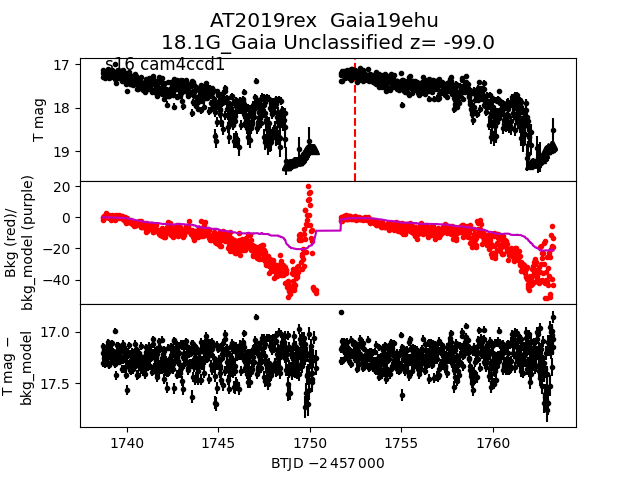 AT2019rex  Gaia19ehu
18.1G_Gaia Unclassified z= -99.0
s16 cam4ccd1
T mag
17
18
19
Bkg (red)/
bkg_model (purple)
20
0
−20
−40
T mag −
bkg_model
17.0
17.5
1740
1745
1750
1755
1760
BTJD −2 457 000